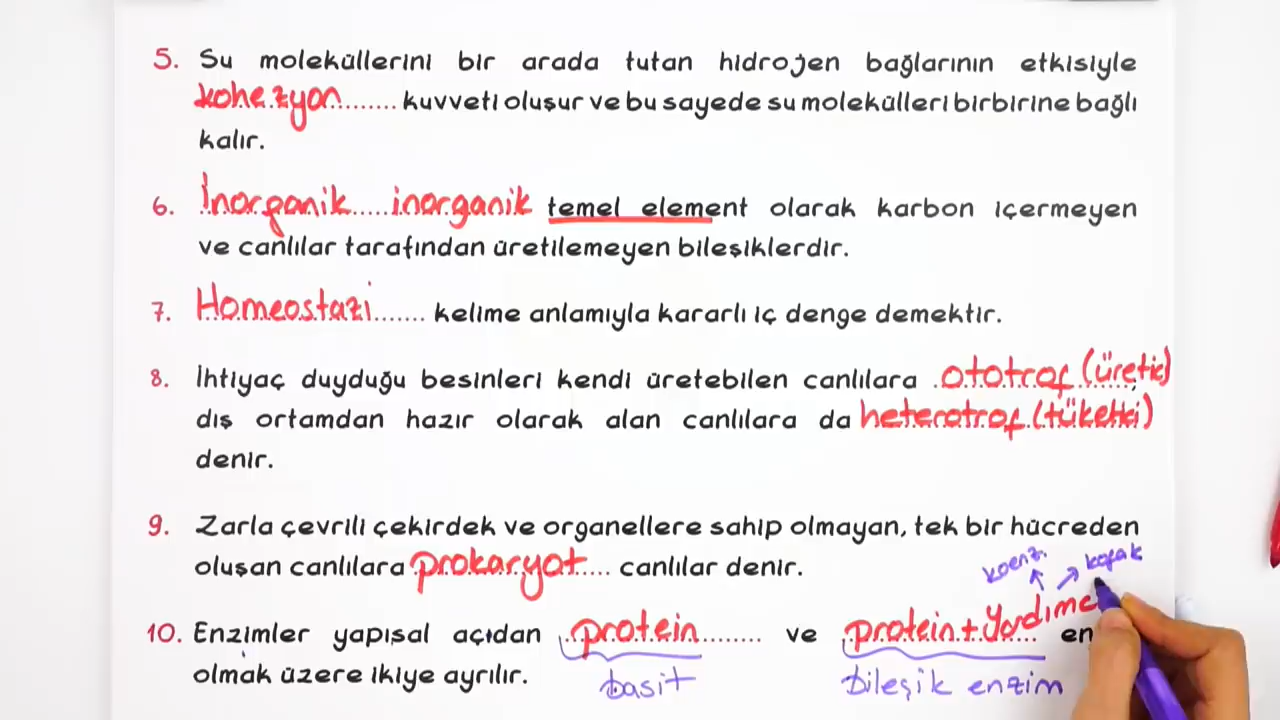 5. Su moleküllerini bir arada tutan hidrojen bağlarının etkisiyle
kohezyon........ kuvveti oluşur ve bu sayede su molekülleri birbirine bağlı
kalır.
6. İnorganik.....inorganik temel element olarak karbon içermeyen
ve canlılar tarafından üretilemeyen bileşiklerdir.
7. Homeostazi....... kelime anlamıyla kararlı iç denge demektir.
8. İhtiyaç duyduğu besinleri kendi üretebilen canlılara ototrof (üretici)
dış ortamdan hazır olarak alan canlılara da heterotrof (tüketici)
denir.
9. Zarla çevrili çekirdek ve organellere sahip olmayan, tek bir hücreden
oluşan canlılara prokaryot.... canlılar denir.
koenz. kofak
10. Enzimler yapısal açıdan protein......... ve protein + Yardımc en
olmak üzere ikiye ayrılır.
basit bileşik enzim